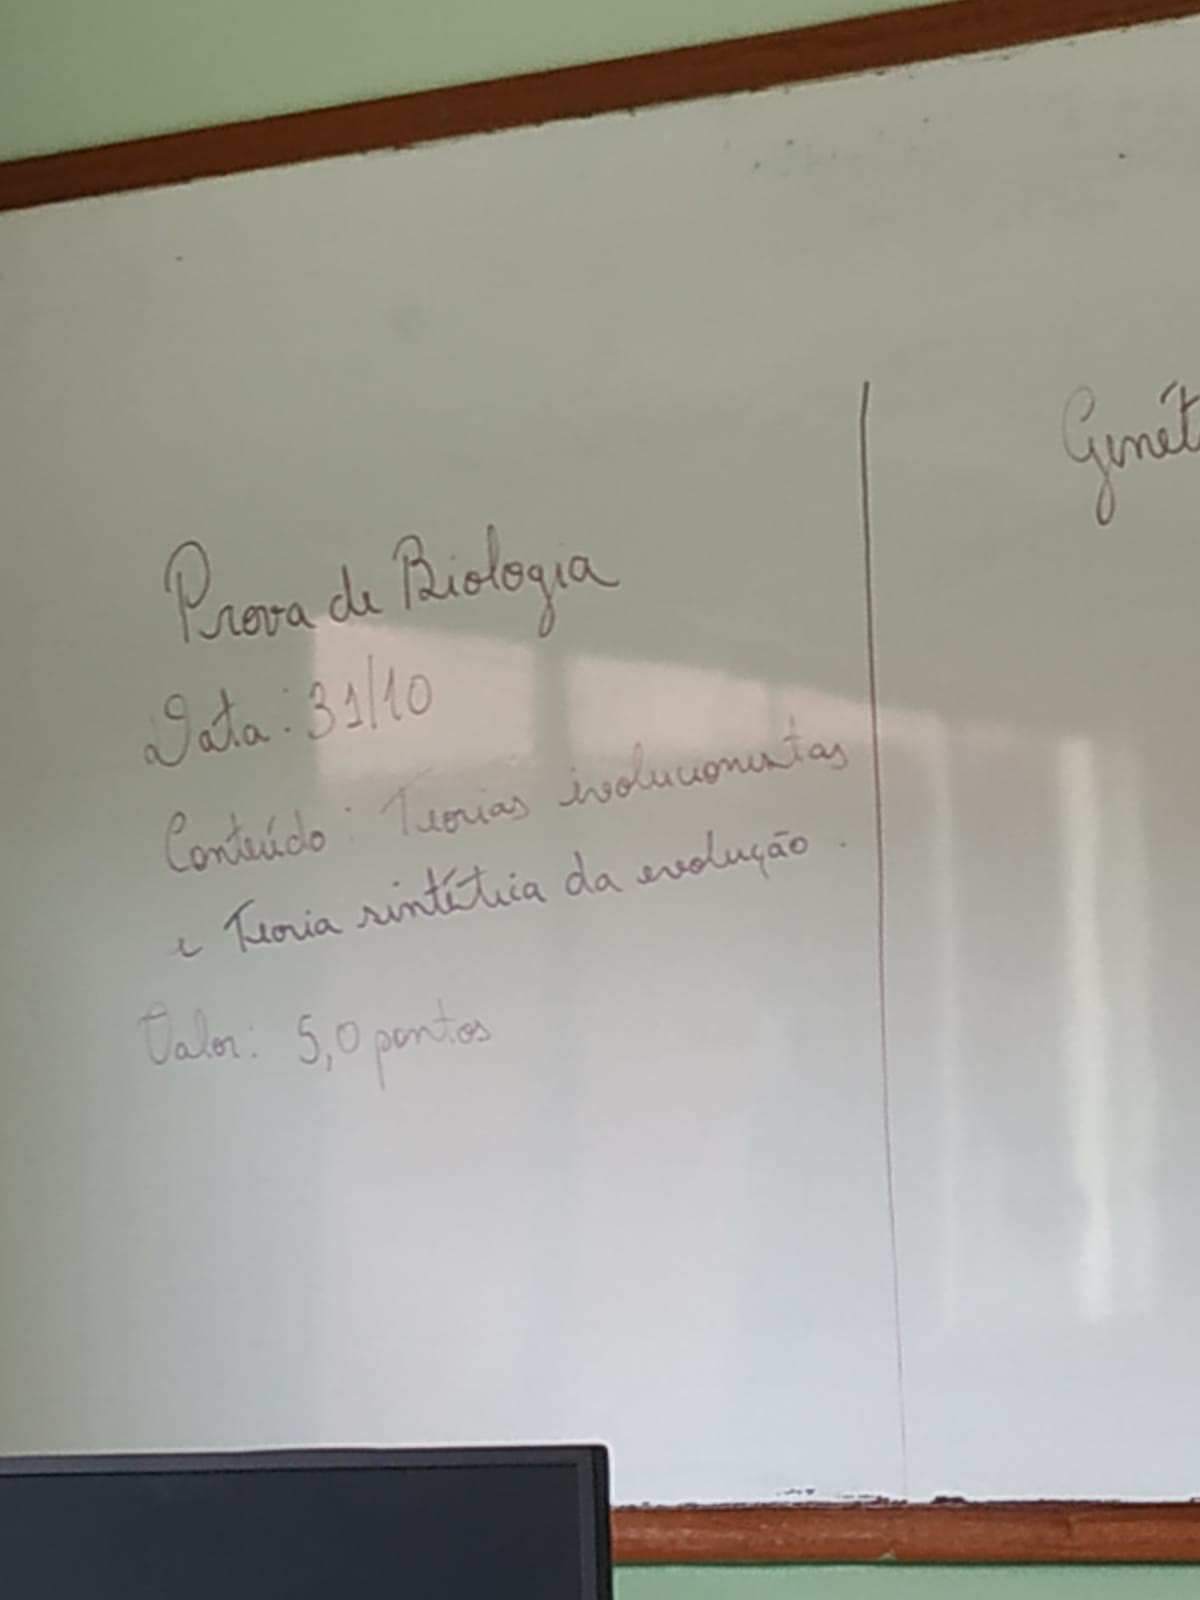 Prova de Biologia
Data: 31/10
Conteúdo: Teorias evolucionistas
e Teoria sintética da evolução.
Valor: 5,0 pontos
Genét